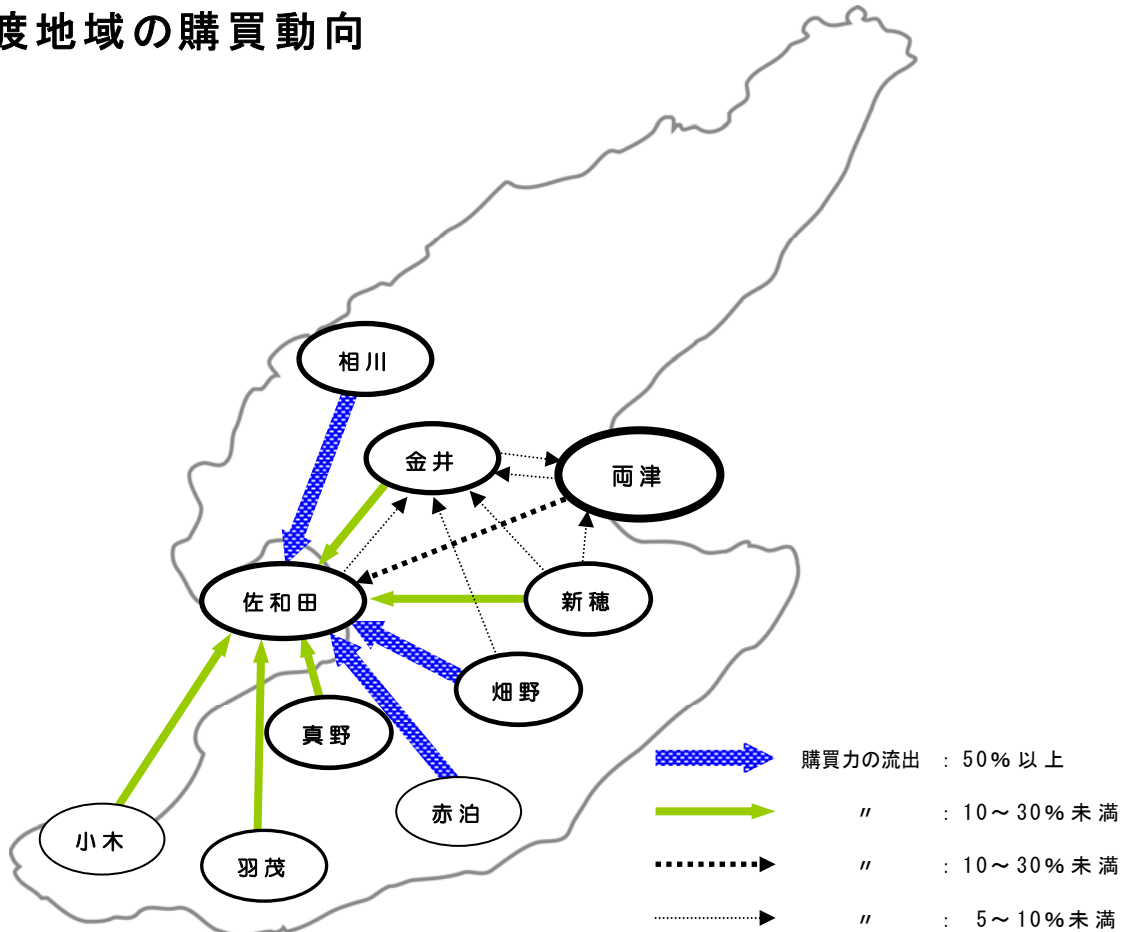 渡地域の購買動向
相川
金井
両津
佐和田
新穂
畑野
真野
赤泊
小木
羽茂
購買力の流出 : 50%以上
〃 : 10～30%未満
〃 : 10～30%未満
〃 : 5～10%未満